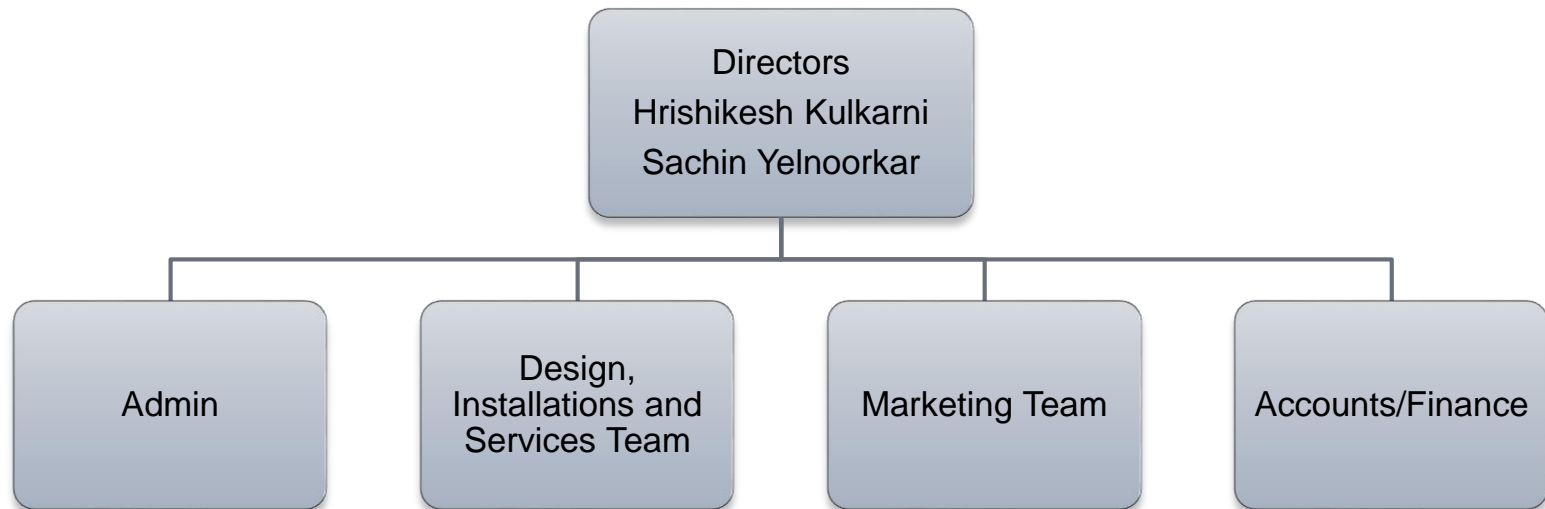 Directors
Hrishikesh Kulkarni
Sachin Yelnoorkar
Admin
Design,
Installations and
Services Team
Marketing Team
Accounts/Finance